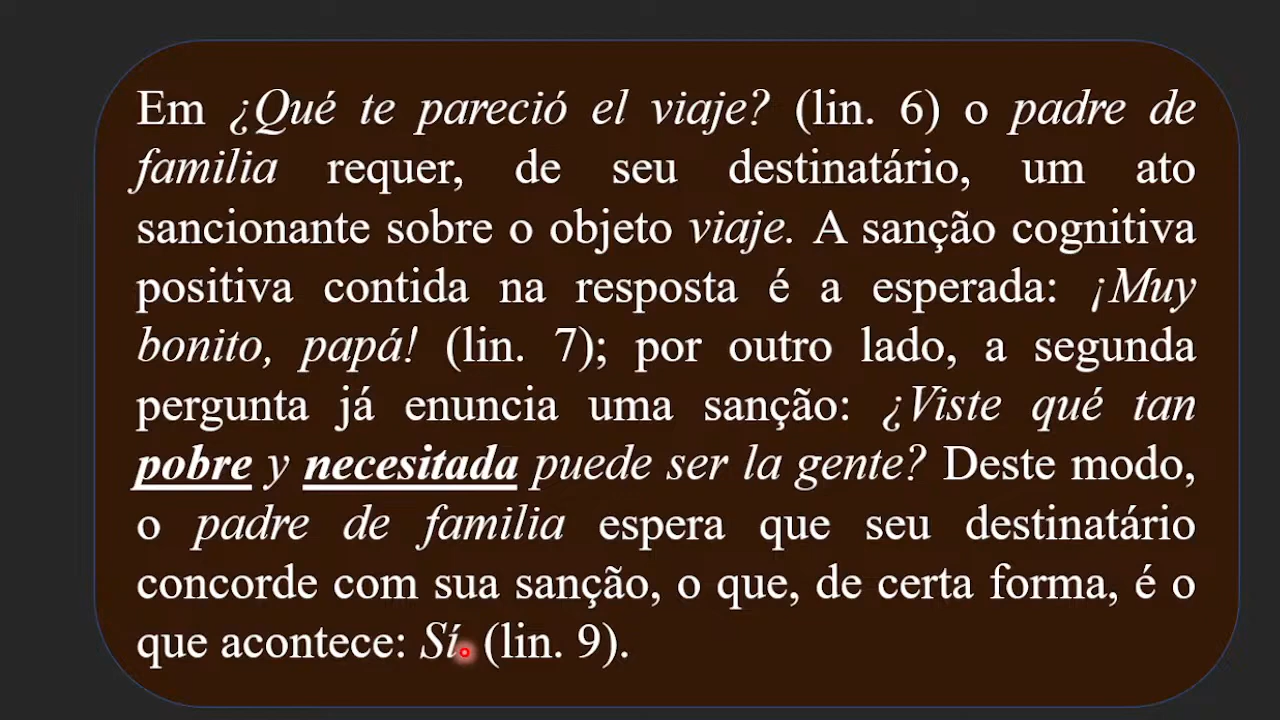 Em ¿Qué te pareció el viaje? (lin. 6) o padre de
familia requer, de seu destinatário, um ato
sancionante sobre o objeto viaje. A sanção cognitiva
positiva contida na resposta é a esperada: ¡Muy
bonito, papá! (lin. 7); por outro lado, a segunda
pergunta já enuncia uma sanção: ¿Viste qué tan
pobre y necesitada puede ser la gente? Deste modo,
o padre de familia espera que seu destinatário
concorde com sua sanção, o que, de certa forma, é o
que acontece: Sí. (lin. 9).